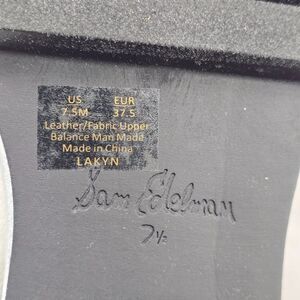 US EUR
7.5M 37.5
Leather/Fabric Upper
Balance Man Made
Made in China
LAKYN
Sam Edelman
7½